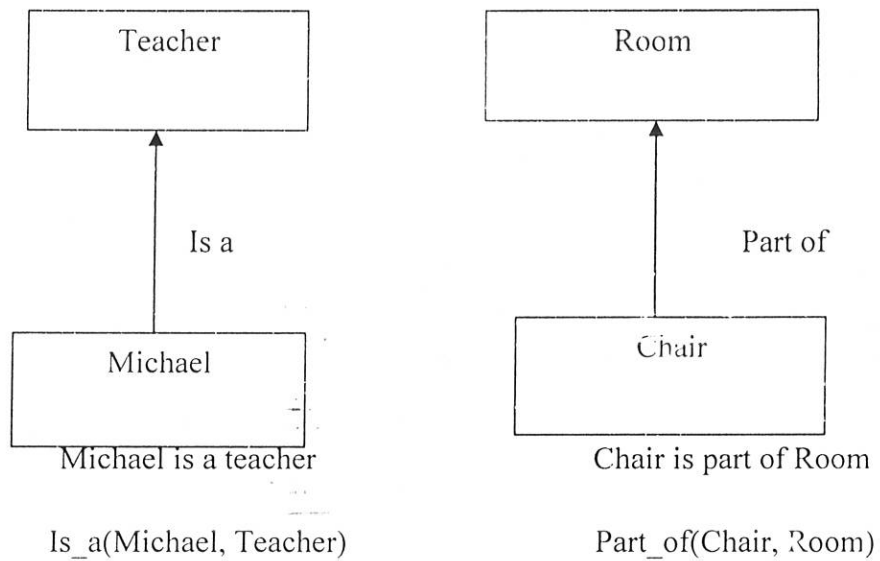 Teacher
Room
Is a
Part of
Michael
Chair
Michael is a teacher
Chair is part of Room
Is_a(Michael, Teacher)
Part_of(Chair, Room)